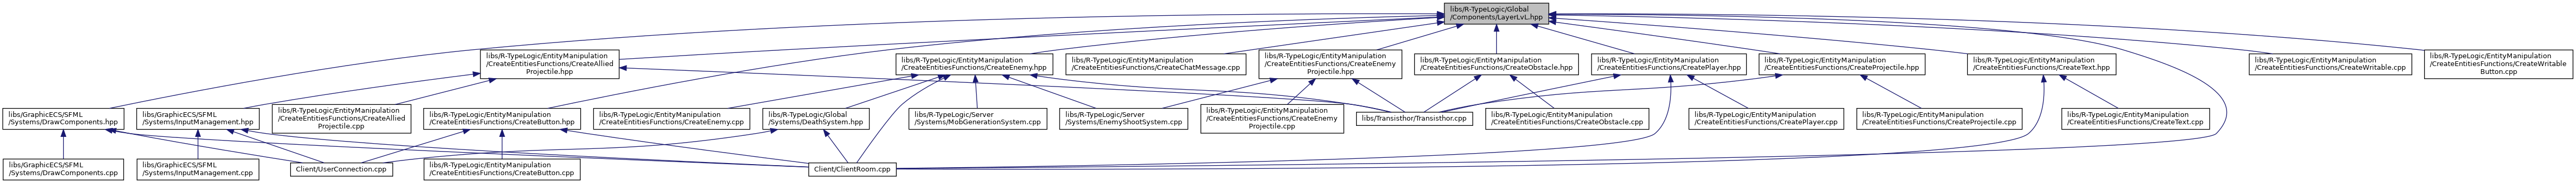 libs/R-TypeLogic/Global
/Components/LayerLvL.hpp
libs/R-TypeLogic/EntityManipulation
/CreateEntitiesFunctions/CreateAllied
Projectile.hpp
libs/R-TypeLogic/EntityManipulation
/CreateEntitiesFunctions/CreateEnemy.hpp
libs/R-TypeLogic/EntityManipulation
/CreateEntitiesFunctions/CreateChatMessage.cpp
libs/R-TypeLogic/EntityManipulation
/CreateEntitiesFunctions/CreateEnemy
Projectile.hpp
libs/R-TypeLogic/EntityManipulation
/CreateEntitiesFunctions/CreateObstacle.hpp
libs/R-TypeLogic/EntityManipulation
/CreateEntitiesFunctions/CreatePlayer.hpp
libs/R-TypeLogic/EntityManipulation
/CreateEntitiesFunctions/CreateProjectile.hpp
libs/R-TypeLogic/EntityManipulation
/CreateEntitiesFunctions/CreateText.hpp
libs/R-TypeLogic/EntityManipulation
/CreateEntitiesFunctions/CreateWritable.cpp
libs/R-TypeLogic/EntityManipulation
/CreateEntitiesFunctions/CreateWritable
Button.cpp
libs/GraphicECS/SFML
/Systems/DrawComponents.hpp
libs/GraphicECS/SFML
/Systems/InputManagement.hpp
libs/R-TypeLogic/EntityManipulation
/CreateEntitiesFunctions/CreateAllied
Projectile.cpp
libs/R-TypeLogic/EntityManipulation
/CreateEntitiesFunctions/CreateButton.hpp
libs/R-TypeLogic/EntityManipulation
/CreateEntitiesFunctions/CreateEnemy.cpp
libs/R-TypeLogic/Global
/Systems/DeathSystem.hpp
libs/R-TypeLogic/Server
/Systems/MobGenerationSystem.cpp
libs/R-TypeLogic/Server
/Systems/EnemyShootSystem.cpp
libs/R-TypeLogic/EntityManipulation
/CreateEntitiesFunctions/CreateEnemy
Projectile.cpp
libs/Transisthor/Transisthor.cpp
libs/R-TypeLogic/EntityManipulation
/CreateEntitiesFunctions/CreateObstacle.cpp
libs/R-TypeLogic/EntityManipulation
/CreateEntitiesFunctions/CreatePlayer.cpp
libs/R-TypeLogic/EntityManipulation
/CreateEntitiesFunctions/CreateProjectile.cpp
libs/R-TypeLogic/EntityManipulation
/CreateEntitiesFunctions/CreateText.cpp
libs/GraphicECS/SFML
/Systems/DrawComponents.cpp
libs/GraphicECS/SFML
/Systems/InputManagement.cpp
Client/UserConnection.cpp
libs/R-TypeLogic/EntityManipulation
/CreateEntitiesFunctions/CreateButton.cpp
Client/ClientRoom.cpp